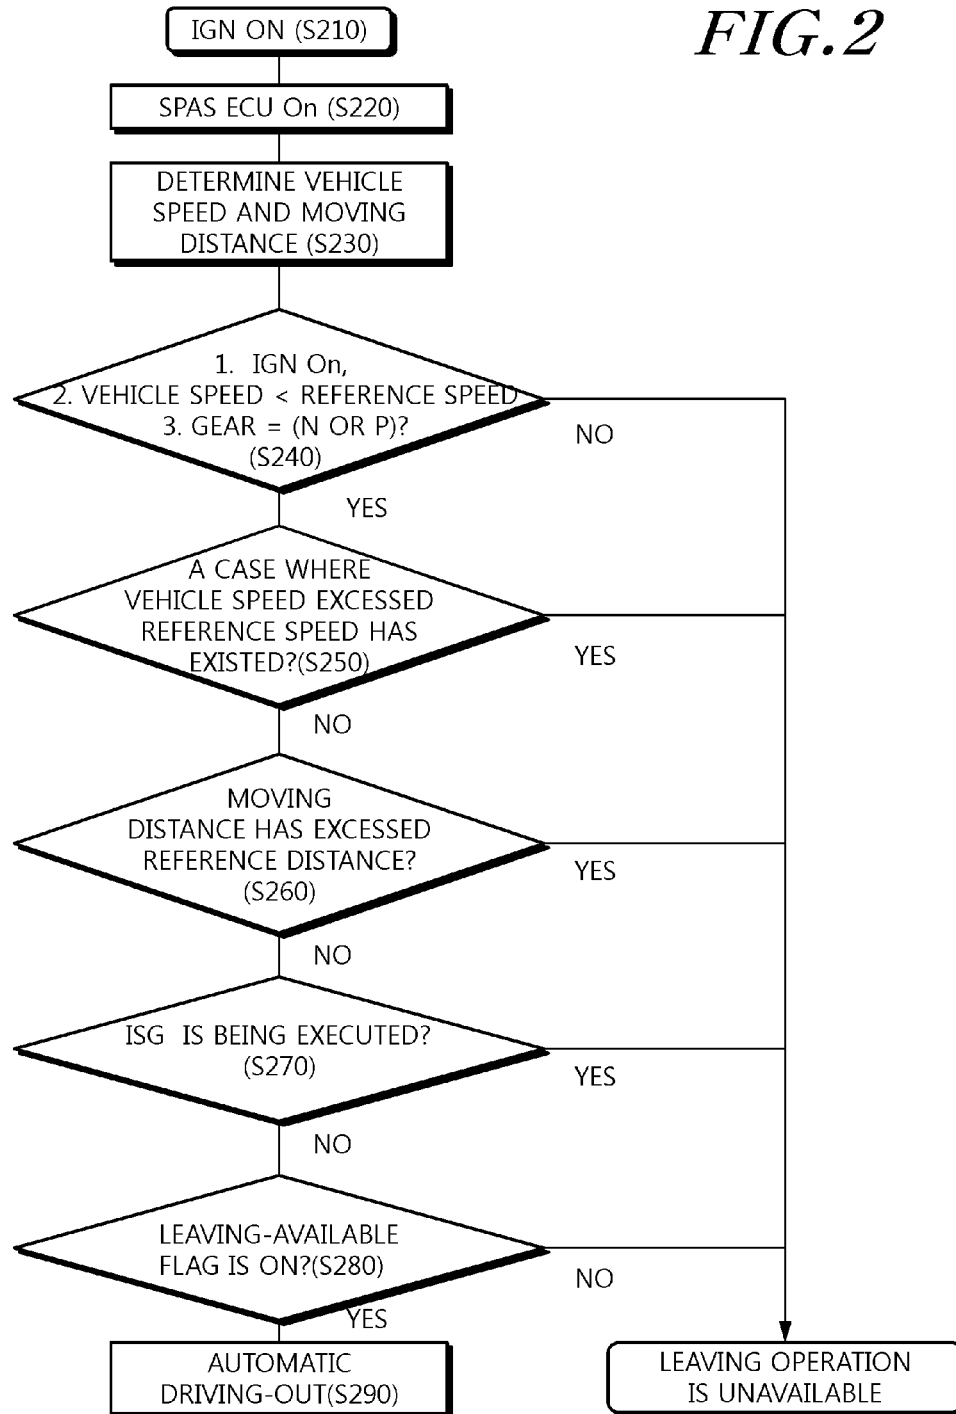 FIG.2
IGN ON (S210)
SPAS ECU On (S220)
DETERMINE VEHICLE
SPEED AND MOVING
DISTANCE (S230)
1. IGN On,
2. VEHICLE SPEED < REFERENCE SPEED
3. GEAR = (N OR P)?
(S240)
NO
YES
A CASE WHERE
VEHICLE SPEED EXCESSED
REFERENCE SPEED HAS
EXISTED?(S250)
YES
NO
MOVING
DISTANCE HAS EXCESSED
REFERENCE DISTANCE?
(S260)
YES
NO
ISG IS BEING EXECUTED?
(S270)
YES
NO
LEAVING-AVAILABLE
FLAG IS ON?(S280)
NO
YES
AUTOMATIC
DRIVING-OUT(S290)
LEAVING OPERATION
IS UNAVAILABLE